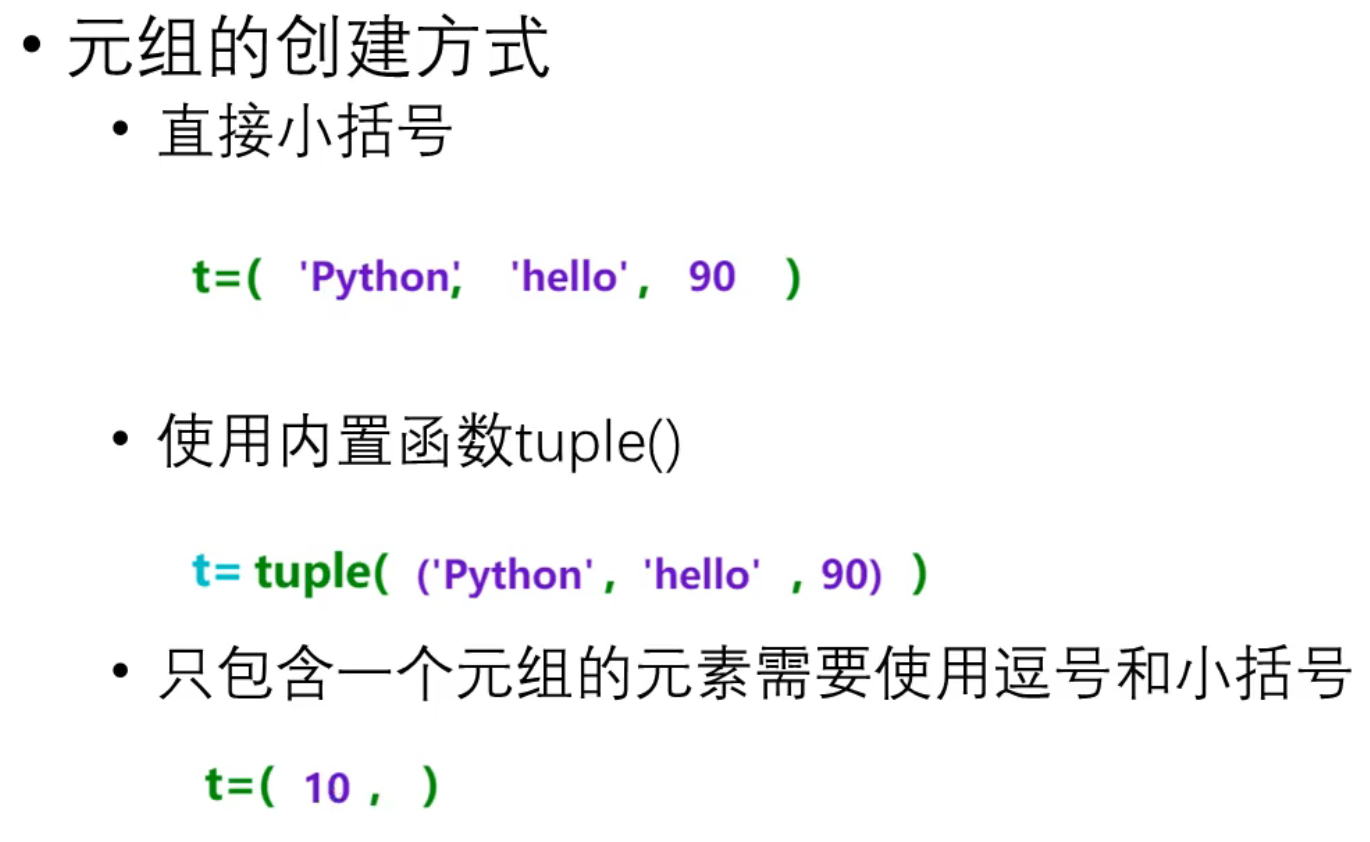 • 元组的创建方式
• 直接小括号
t=( 'Python', 'hello', 90 )
• 使用内置函数tuple()
t= tuple( ('Python', 'hello' , 90) )
• 只包含一个元组的元素需要使用逗号和小括号
t=( 10 , )